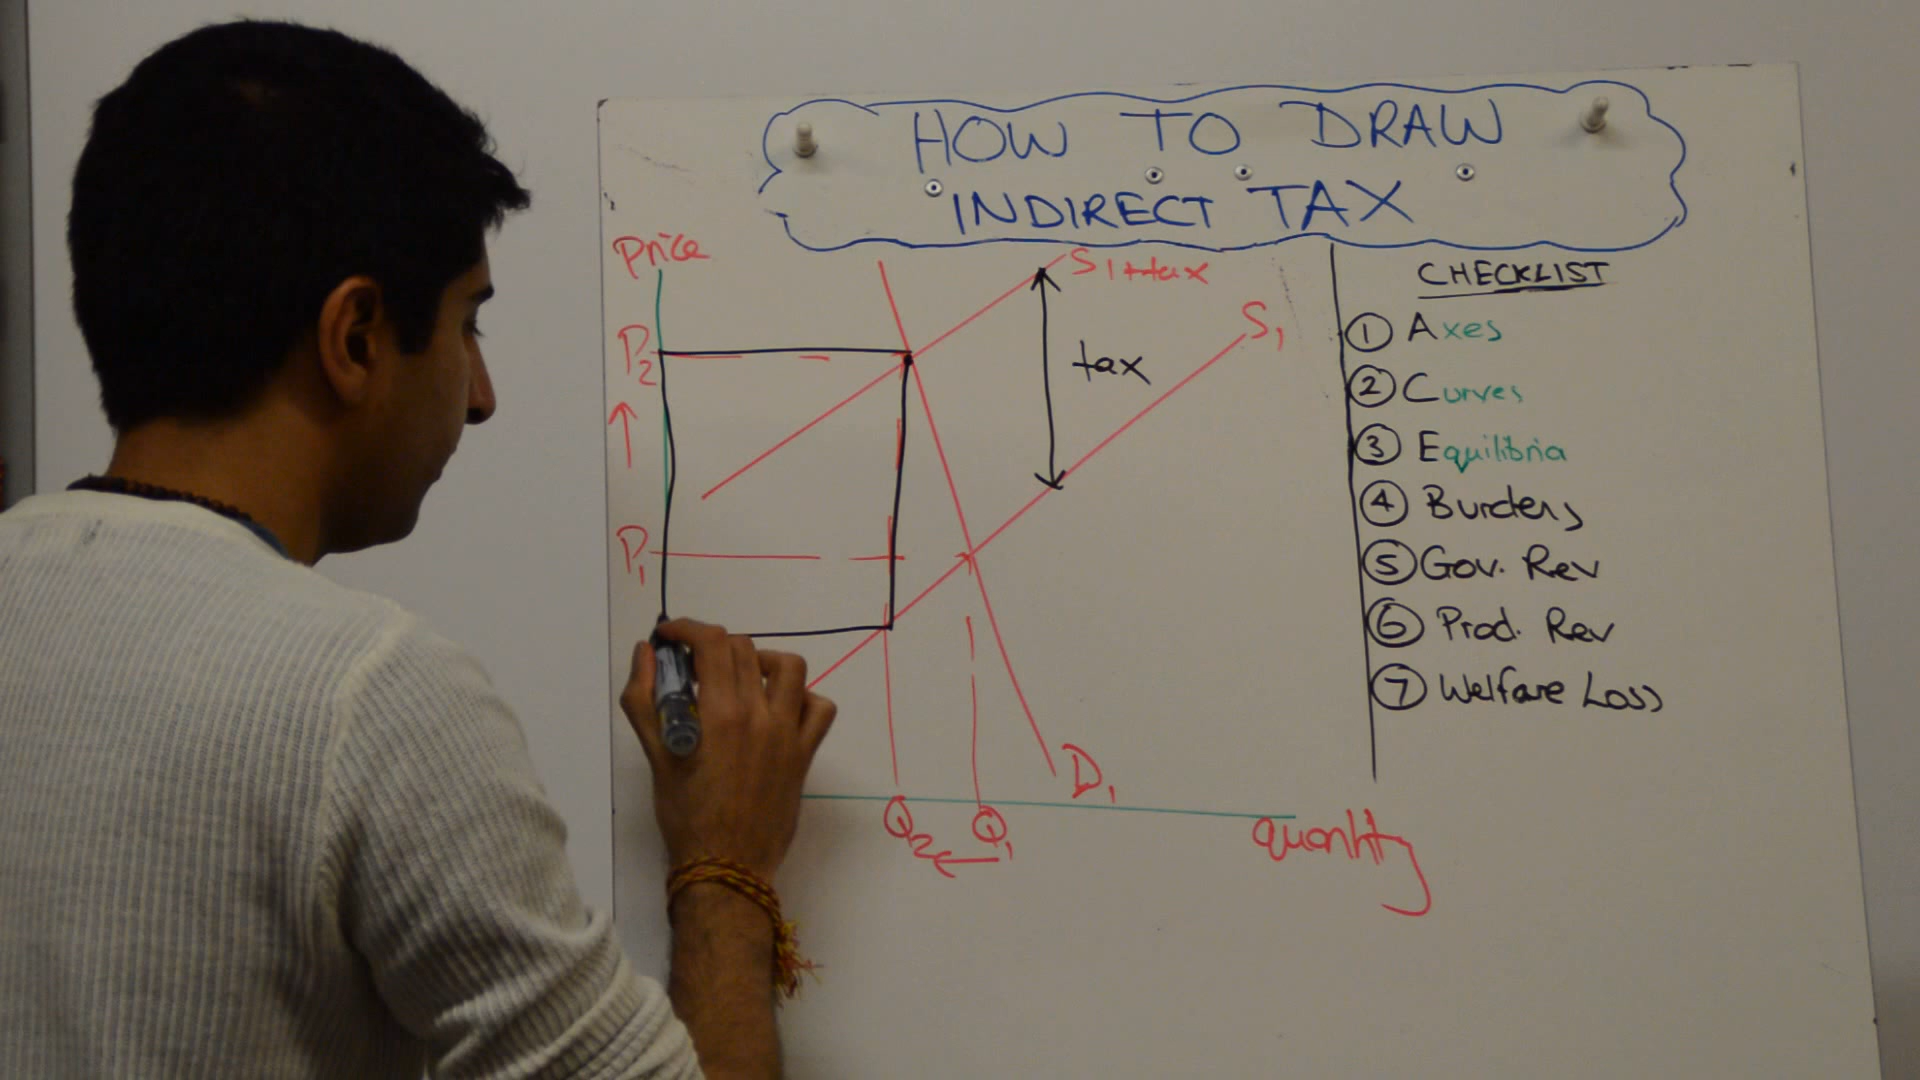 HOW TO DRAW
INDIRECT TAX
Price
S1+tax
S1
P2
tax
P1
D1
Q2
Q1
quantity
CHECKLIST
1 Axes
2 Curves
3 Equilibria
4 Burdens
5 Gov. Rev
6 Prod. Rev
7 Welfare Loss